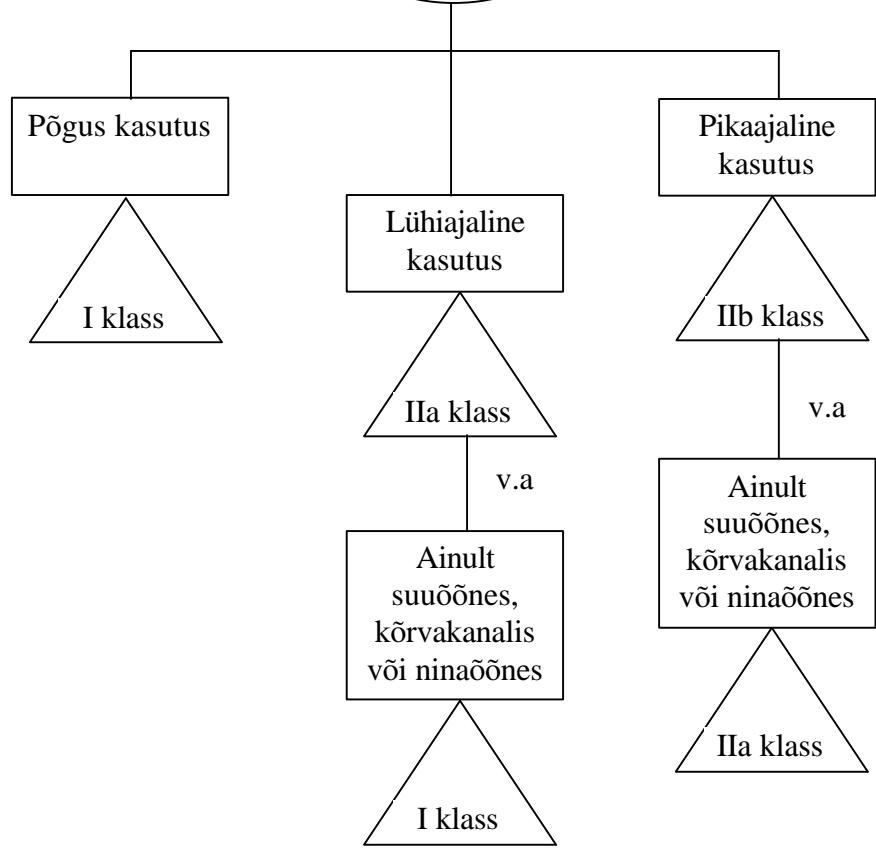 Põgus kasutus
I klass
Lühiajaline
kasutus
IIa klass
v.a
Ainult
suuõõnes,
kõrvakanalis
või ninaõõnes
I klass
Pikaajaline
kasutus
IIb klass
v.a
Ainult
suuõõnes,
kõrvakanalis
või ninaõõnes
IIa klass